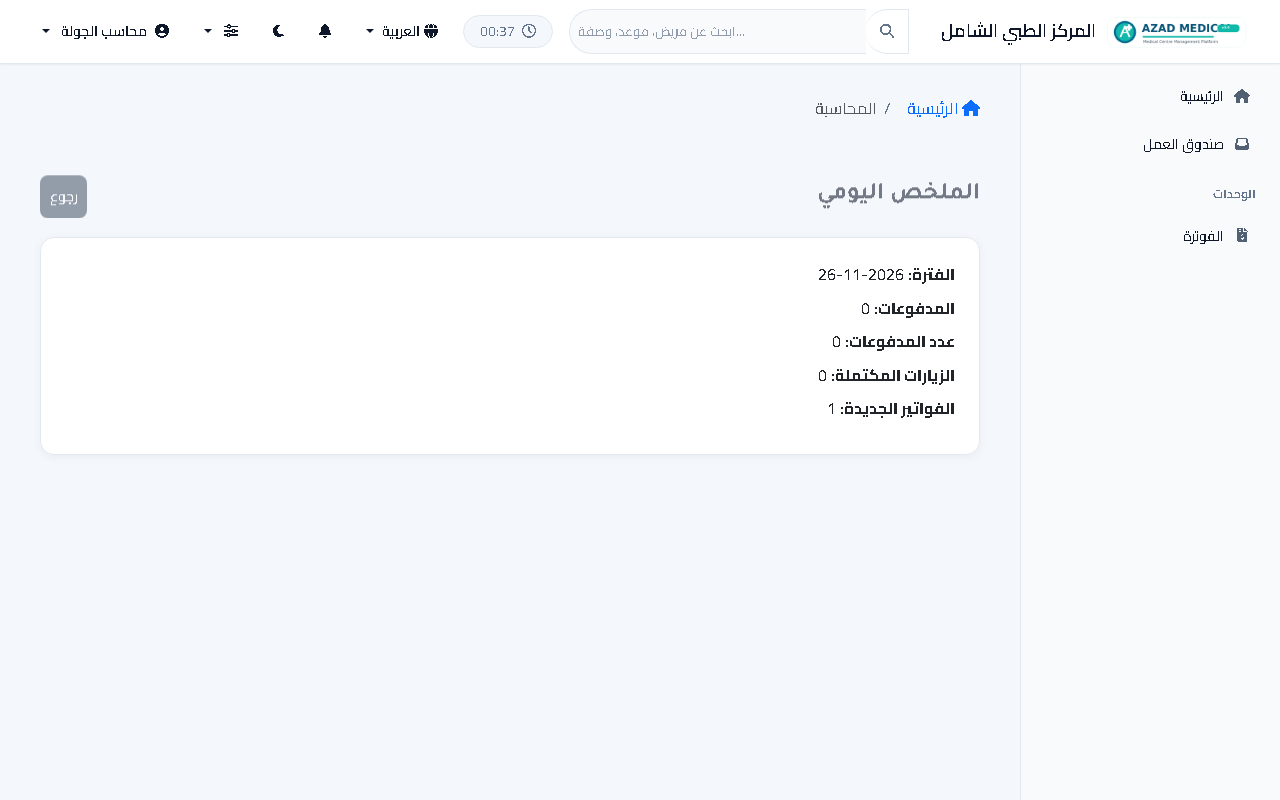 AZAD MEDIC
Medical Centre Management Platform
المركز الطبي الشامل
ابحث عن مريض، موعد، وصفة...
00:37
العربية
محاسب الجولة
الرئيسية
صندوق العمل
الوحدات
الفوترة
الرئيسية / المحاسبة
الملخص اليومي
رجوع
الفترة: 2026-11-26
المدفوعات: 0
عدد المدفوعات: 0
الزيارات المكتملة: 0
الفواتير الجديدة: 1